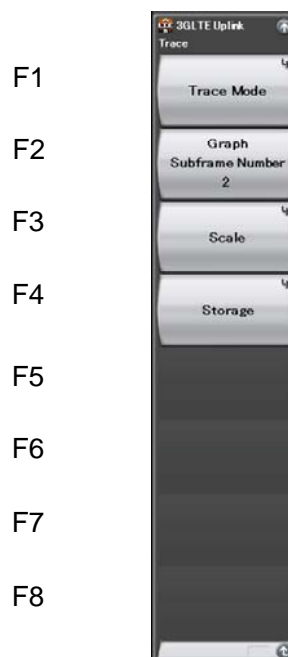 3GLTE Uplink
Trace
F1
Trace Mode
F2
Graph
Subframe Number
2
F3
Scale
F4
Storage
F5
F6
F7
F8